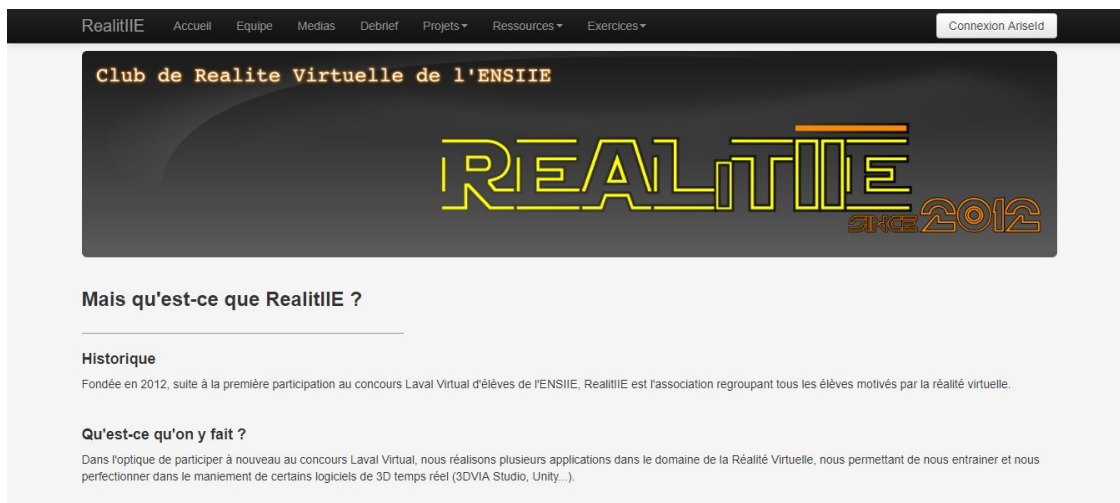 RealitIIE Accueil Equipe Medias Debrief Projets Ressources Exercices Connexion AriseId
Club de Realite Virtuelle de l'ENSIIE
REALITIIE
SINCE 2012
Mais qu'est-ce que RealitIIE ?
Historique
Fondée en 2012, suite à la première participation au concours Laval Virtual d'élèves de l'ENSIIE, RealitIIE est l'association regroupant tous les élèves motivés par la réalité virtuelle.
Qu'est-ce qu'on y fait ?
Dans l'optique de participer à nouveau au concours Laval Virtual, nous réalisons plusieurs applications dans le domaine de la Réalité Virtuelle, nous permettant de nous entrainer et nous
perfectionner dans le maniement de certains logiciels de 3D temps réel (3DVIA Studio, Unity...).